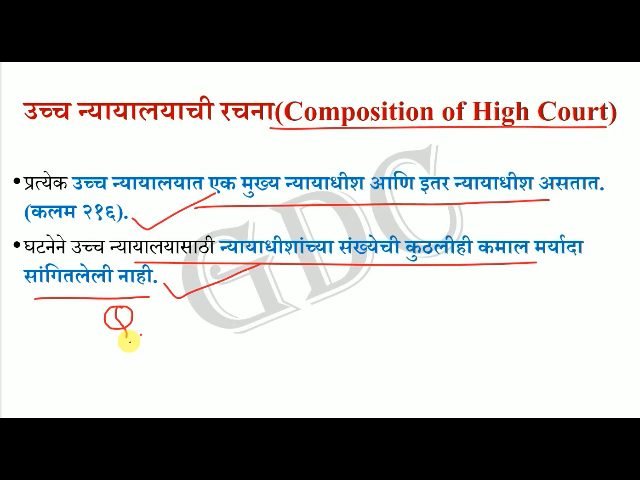 उच्च न्यायालयाची रचना(Composition of High Court)
•प्रत्येक उच्च न्यायालयात एक मुख्य न्यायाधीश आणि इतर न्यायाधीश असतात.
(कलम २१६).
•घटनेने उच्च न्यायालयासाठी न्यायाधीशांच्या संख्येची कुठलीही कमाल मर्यादा
सांगितलेली नाही.
GDC
Q.